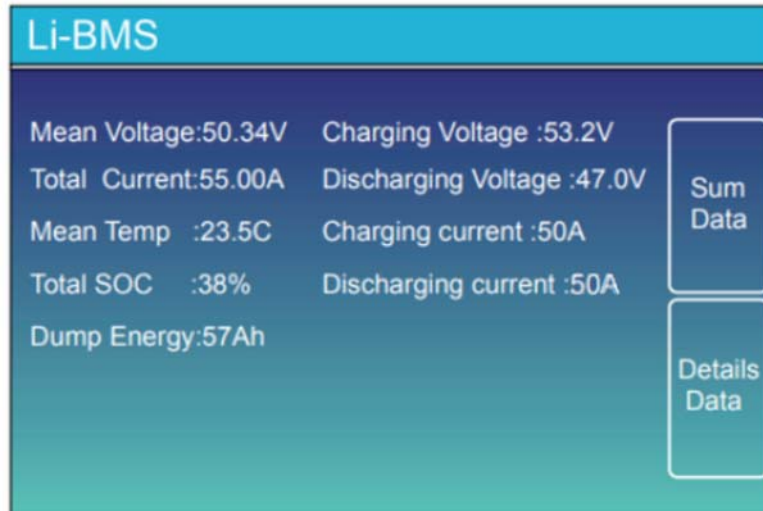 Li-BMS
Mean Voltage:50.34V
Total Current:55.00A
Mean Temp :23.5C
Total SOC :38%
Dump Energy:57Ah
Charging Voltage :53.2V
Discharging Voltage :47.0V
Charging current :50A
Discharging current :50A
Sum
Data
Details
Data